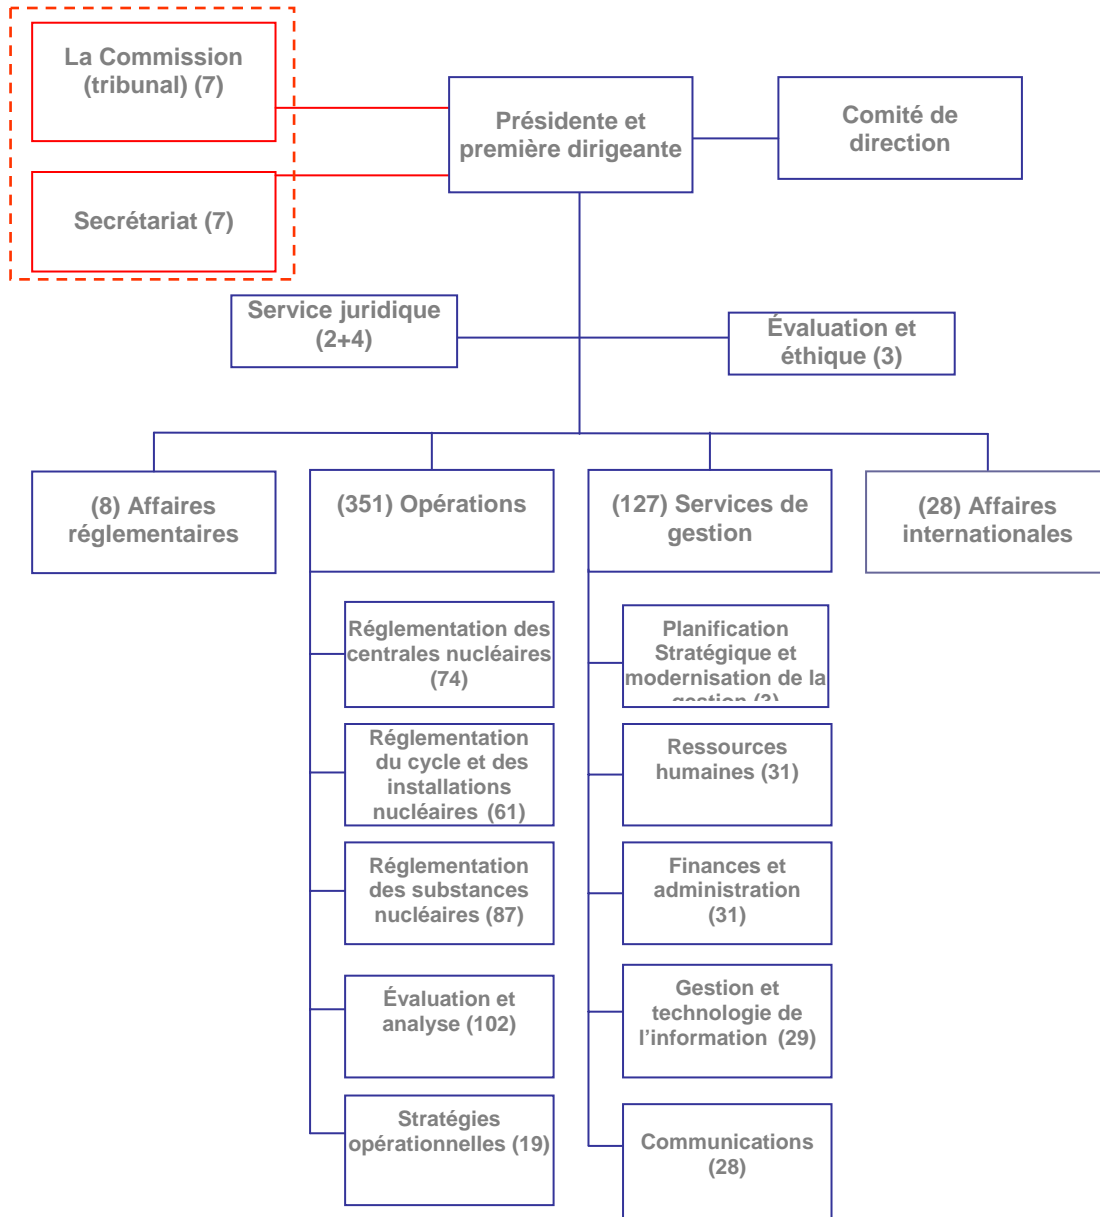 La Commission
(tribunal) (7)
Présidente et
première dirigeante
Comité de
direction
Secrétariat (7)
Service juridique
(2+4)
Évaluation et
éthique (3)
(8) Affaires
réglementaires
(351) Opérations
(127) Services de
gestion
(28) Affaires
internationales
Réglementation des
centrales nucléaires
(74)
Réglementation
du cycle et des
installations
nucléaires (61)
Réglementation
des substances
nucléaires (87)
Évaluation et
analyse (102)
Stratégies
opérationnelles (19)
Planification
Stratégique et
modernisation de la
gestion (3)
Ressources
humaines (31)
Finances et
administration
(31)
Gestion et
technologie de
l’information (29)
Communications
(28)